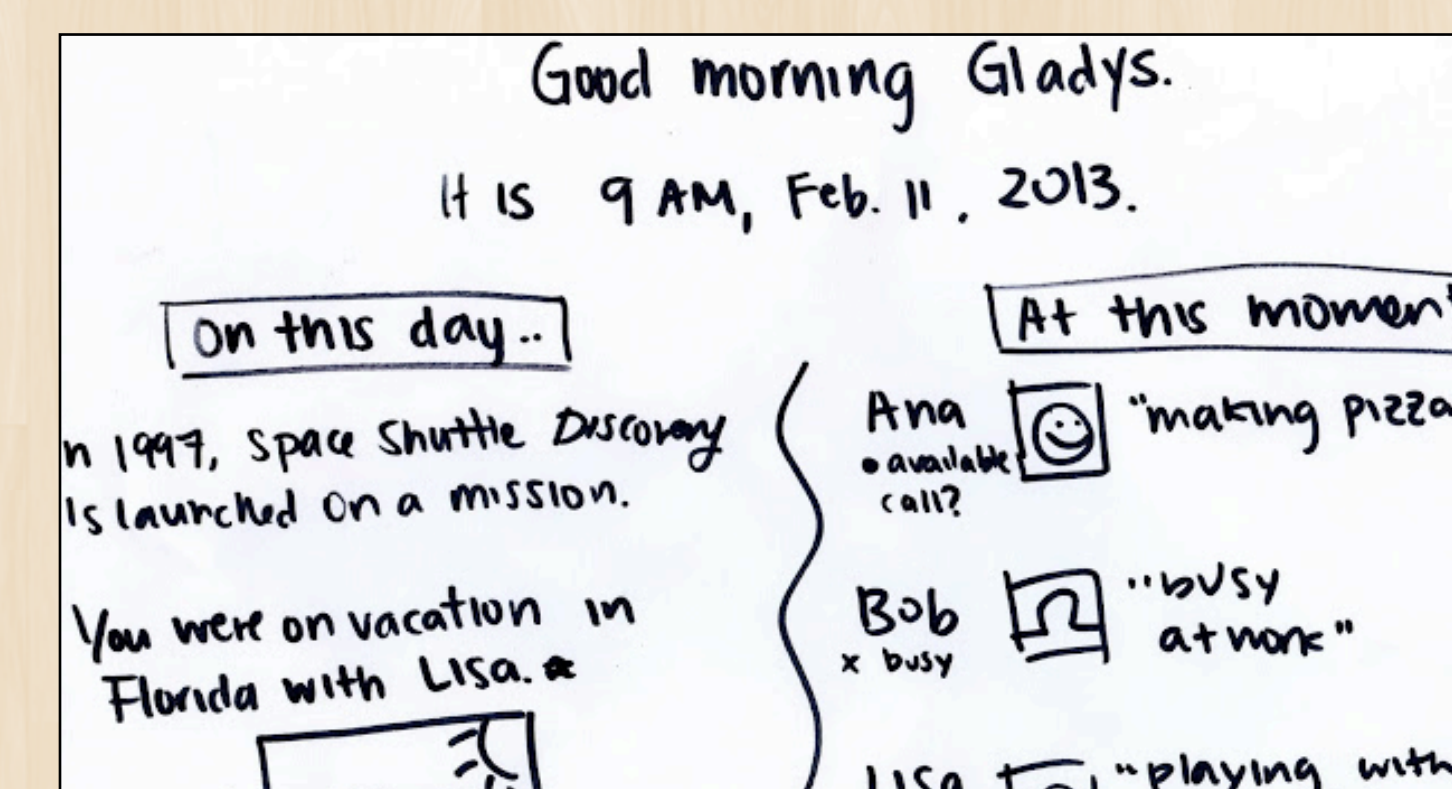 Good morning Gladys.
It is 9 AM, Feb. 11, 2013.
On this day..
n 1997, space shuttle Discovery
is launched on a mission.
You were on vacation in
Florida with Lisa.
At this moment
Ana
• available
call?
"making pizza
Bob
x busy
"busy
at work"
Lisa
"playing with